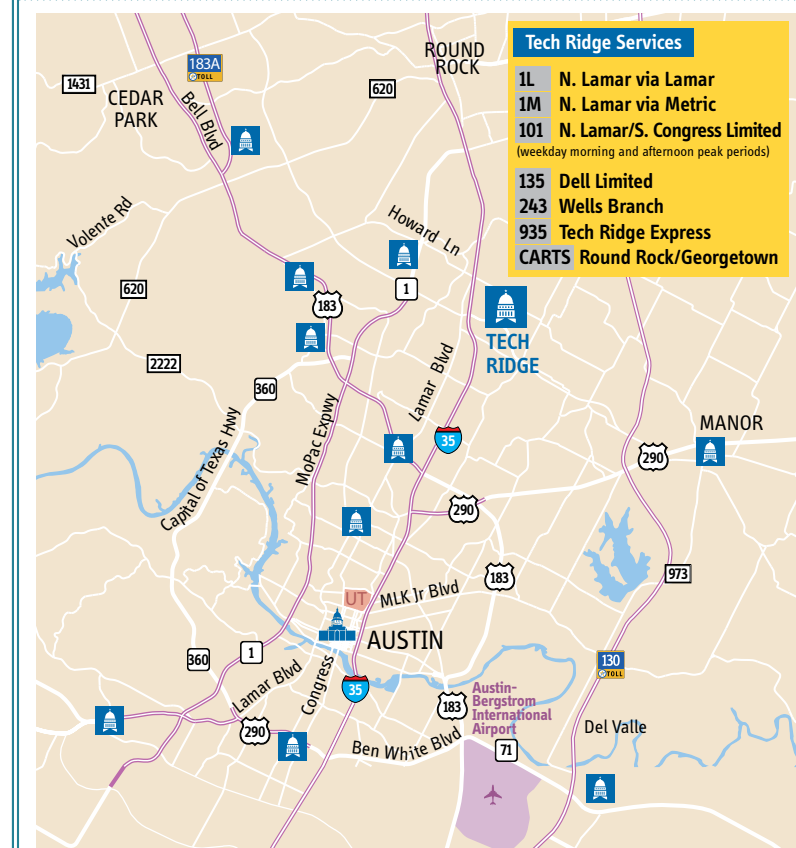 Tech Ridge Services
1L N. Lamar via Lamar
1M N. Lamar via Metric
101 N. Lamar/S. Congress Limited
(weekday morning and afternoon peak periods)
135 Dell Limited
243 Wells Branch
935 Tech Ridge Express
CARTS Round Rock/Georgetown
ROUND
ROCK
183A
TOLL
1431
CEDAR
PARK
620
Bell Blvd
Volente Rd
Howard Ln
620
183
1
TECH
RIDGE
2222
360
Lamar Blvd
MoPac Expwy
Capital of Texas Hwy
35
MANOR
290
290
183
973
UT
MLK Jr Blvd
AUSTIN
360
1
Lamar Blvd
Congress
35
130
TOLL
183
Austin-
Bergstrom
International
Airport
290
Ben White Blvd
71
Del Valle